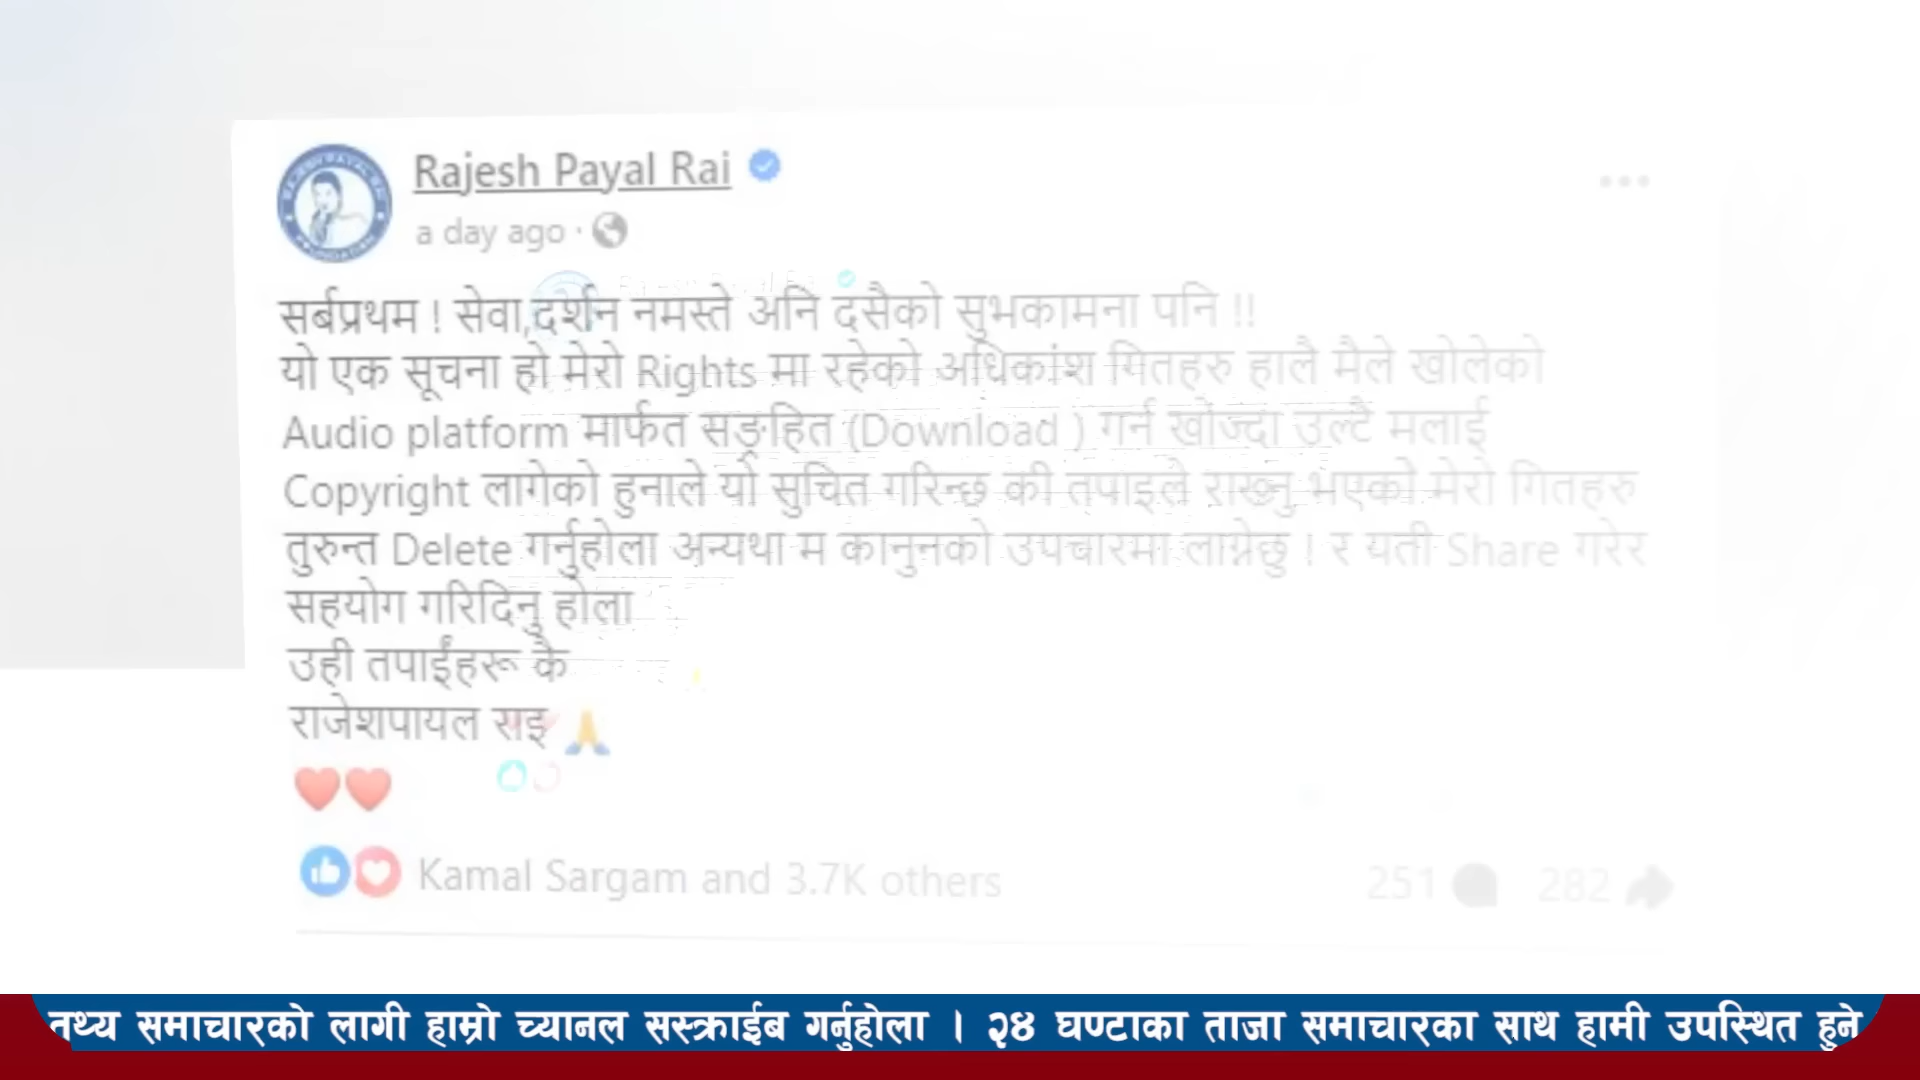 Rajesh Payal Rai
a day ago ·
सर्बप्रथम ! सेवा,दर्शन नमस्ते अनि दसैको सुभकामना पनि !!
यो एक सूचना हो मेरो Rights मा रहेको अधिकांश गितहरु हालै मैले खोलेको
Audio platform मार्फत सङ्हित (Download ) गर्न खोज्दा उल्टै मलाई
Copyright लागेको हुनाले यो सुचित गरिन्छ की तपाइले राख्नु भएको मेरो गितहरु
तुरुन्त Delete गर्नुहोला अन्यथा म कानुनको उपचारमा लाग्नेछु ! र यती Share गरेर
सहयोग गरिदिनु होला
उही तपाईंहरू कै
राजेशपायल राइ 🙏
❤️❤️
Kamal Sargam and 3.7K others 251 282
तथ्य समाचारको लागी हाम्रो च्यानल सस्क्राईब गर्नुहोला । २४ घण्टाका ताजा समाचारका साथ हामी उपस्थित हुने